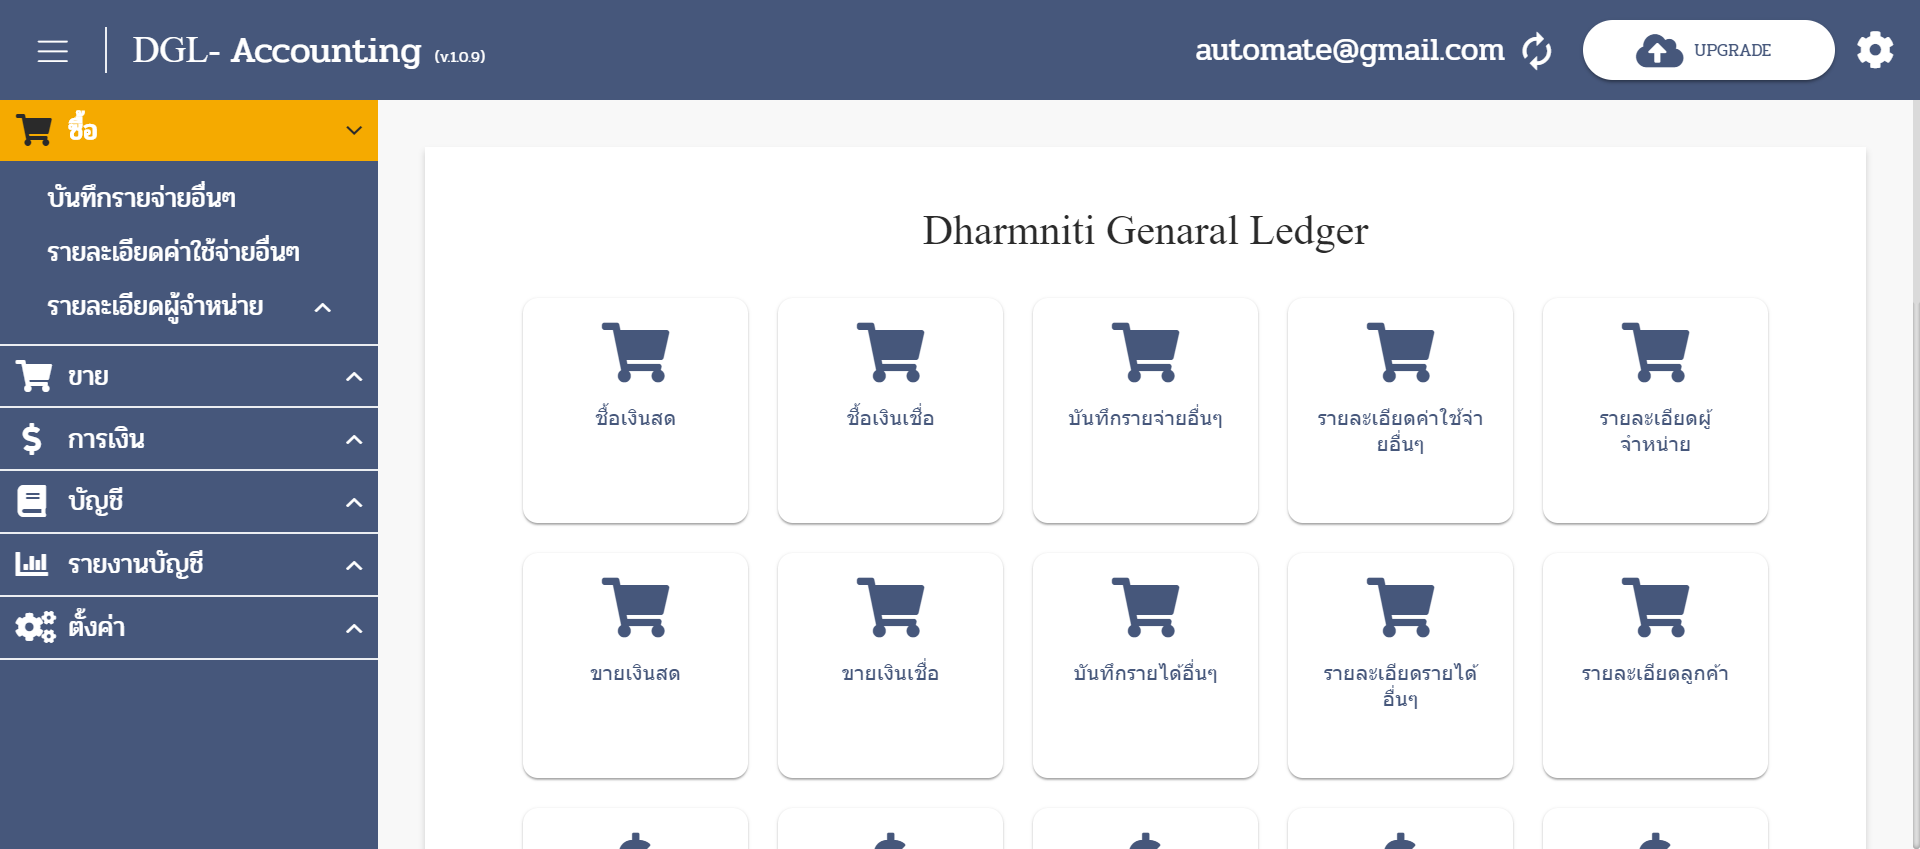 DGL- Accounting (v.1.0.9)
automate@gmail.com
UPGRADE
ซื้อ
บันทึกรายจ่ายอื่นๆ
รายละเอียดค่าใช้จ่ายอื่นๆ
รายละเอียดผู้จำหน่าย
ขาย
การเงิน
บัญชี
รายงานบัญชี
ตั้งค่า
Dharmniti Genaral Ledger
ซื้อเงินสด
ซื้อเงินเชื่อ
บันทึกรายจ่ายอื่นๆ
รายละเอียดค่าใช้จ่า
ยอื่นๆ
รายละเอียดผู้
จำหน่าย
ขายเงินสด
ขายเงินเชื่อ
บันทึกรายได้อื่นๆ
รายละเอียดรายได้
อื่นๆ
รายละเอียดลูกค้า